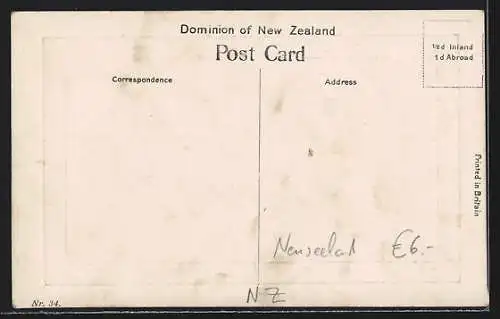 Dominion of New Zealand
Post Card
½d Inland
1d Abroad
Correspondence
Address
Printed in Britain
Neuseeland €6.-
NZ
Nr. 34.